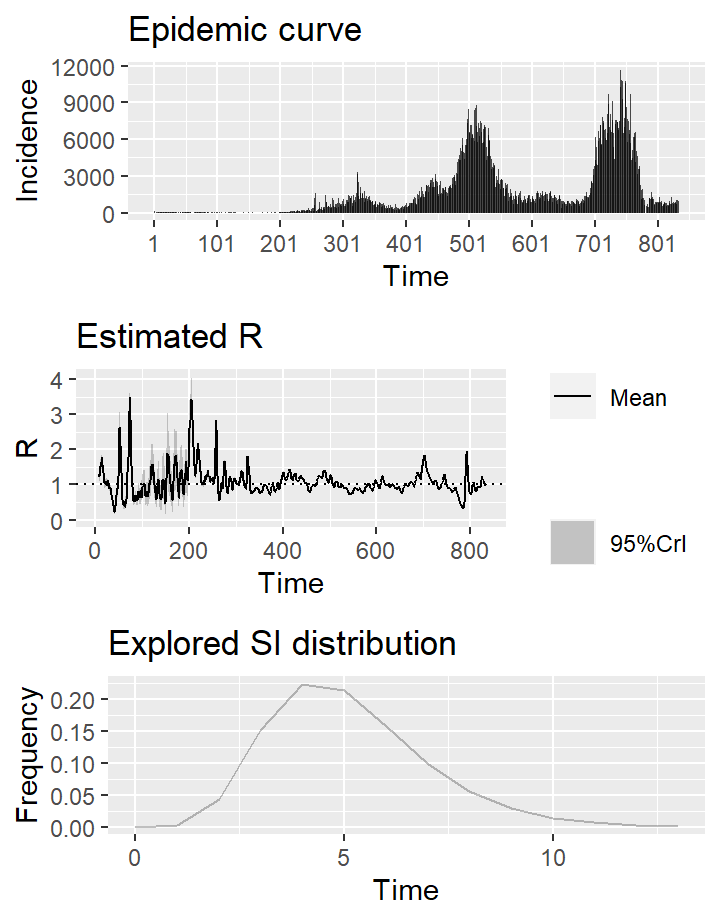 Epidemic curve
12000
9000
6000
3000
0
Incidence
1 101 201 301 401 501 601 701 801
Time
Estimated R
4
3
2
1
0
R
0 200 400 600 800
Time
Mean
95%CrI
Explored SI distribution
0.20
0.15
0.10
0.05
0.00
Frequency
0 5 10
Time